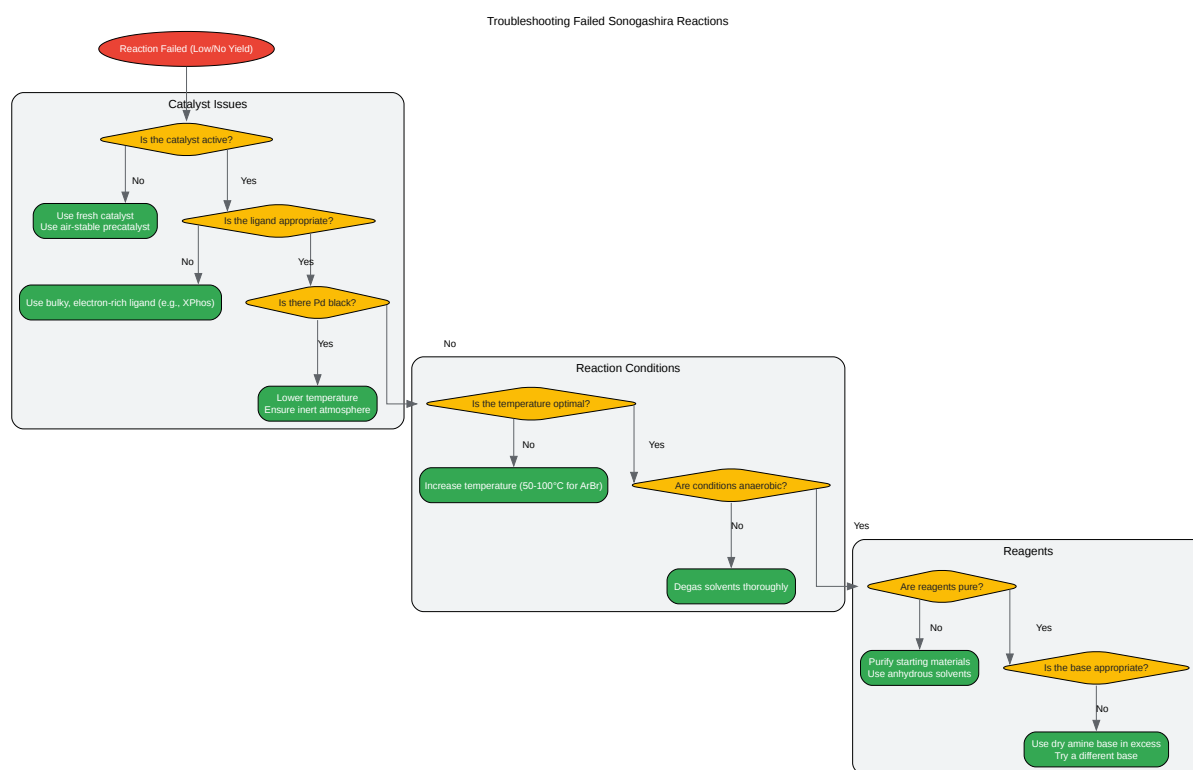 Troubleshooting Failed Sonogashira Reactions
Reaction Failed (Low/No Yield)
Catalyst Issues
Is the catalyst active?
No
Yes
Use fresh catalyst
Use air-stable precatalyst
Is the ligand appropriate?
No
Yes
Use bulky, electron-rich ligand (e.g., XPhos)
Is there Pd black?
Yes
No
Lower temperature
Ensure inert atmosphere
Reaction Conditions
Is the temperature optimal?
No
Yes
Increase temperature (50-100°C for ArBr)
Are conditions anaerobic?
No
Yes
Degas solvents thoroughly
Reagents
Are reagents pure?
No
Yes
Purify starting materials
Use anhydrous solvents
Is the base appropriate?
No
Use dry amine base in excess
Try a different base